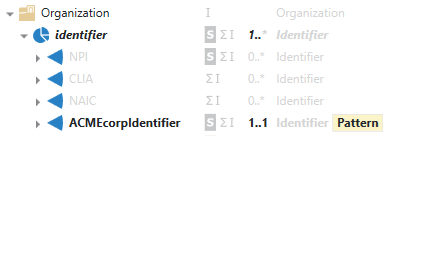 Organization I Organization
identifier S Σ I 1..* Identifier
NPI S Σ I 0..* Identifier
CLIA Σ I 0..* Identifier
NAIC Σ I 0..* Identifier
ACMEcorpIdentifier S Σ I 1..1 Identifier Pattern